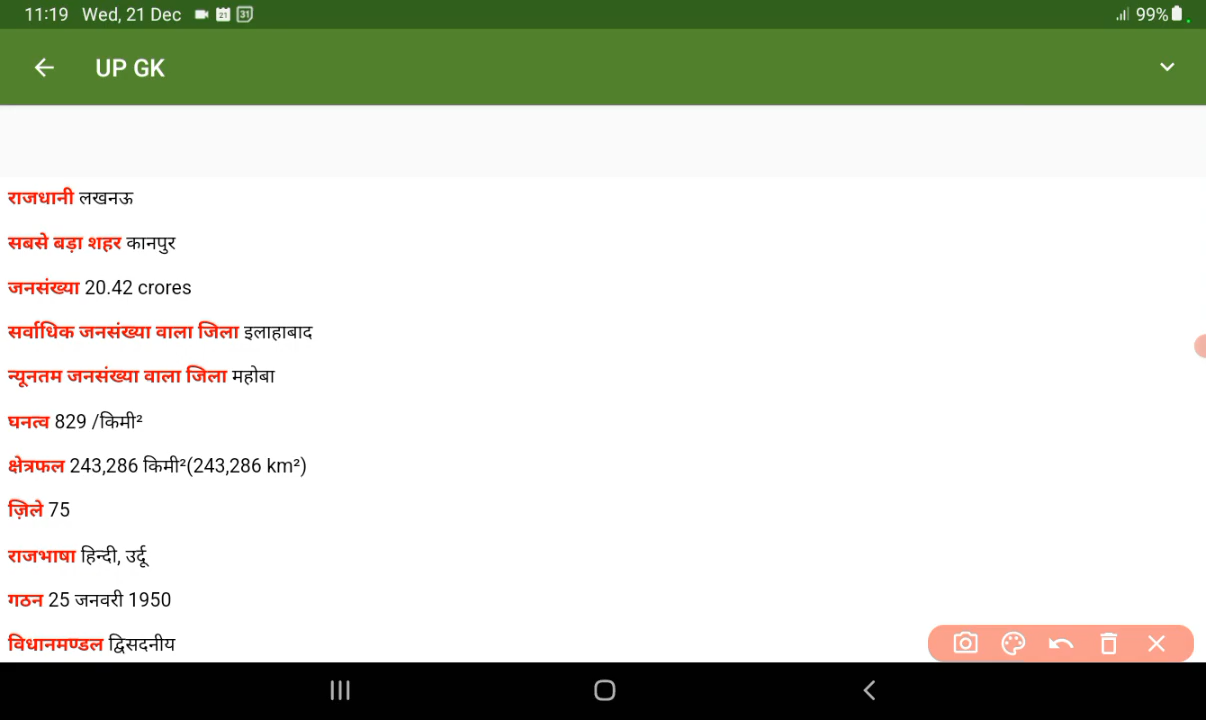 11:19 Wed, 21 Dec 21 31 99%
UP GK
राजधानी लखनऊ
सबसे बड़ा शहर कानपुर
जनसंख्या 20.42 crores
सर्वाधिक जनसंख्या वाला जिला इलाहाबाद
न्यूनतम जनसंख्या वाला जिला महोबा
घनत्व 829 /किमी²
क्षेत्रफल 243,286 किमी²(243,286 km²)
ज़िले 75
राजभाषा हिन्दी, उर्दू
गठन 25 जनवरी 1950
विधानमण्डल द्विसदनीय